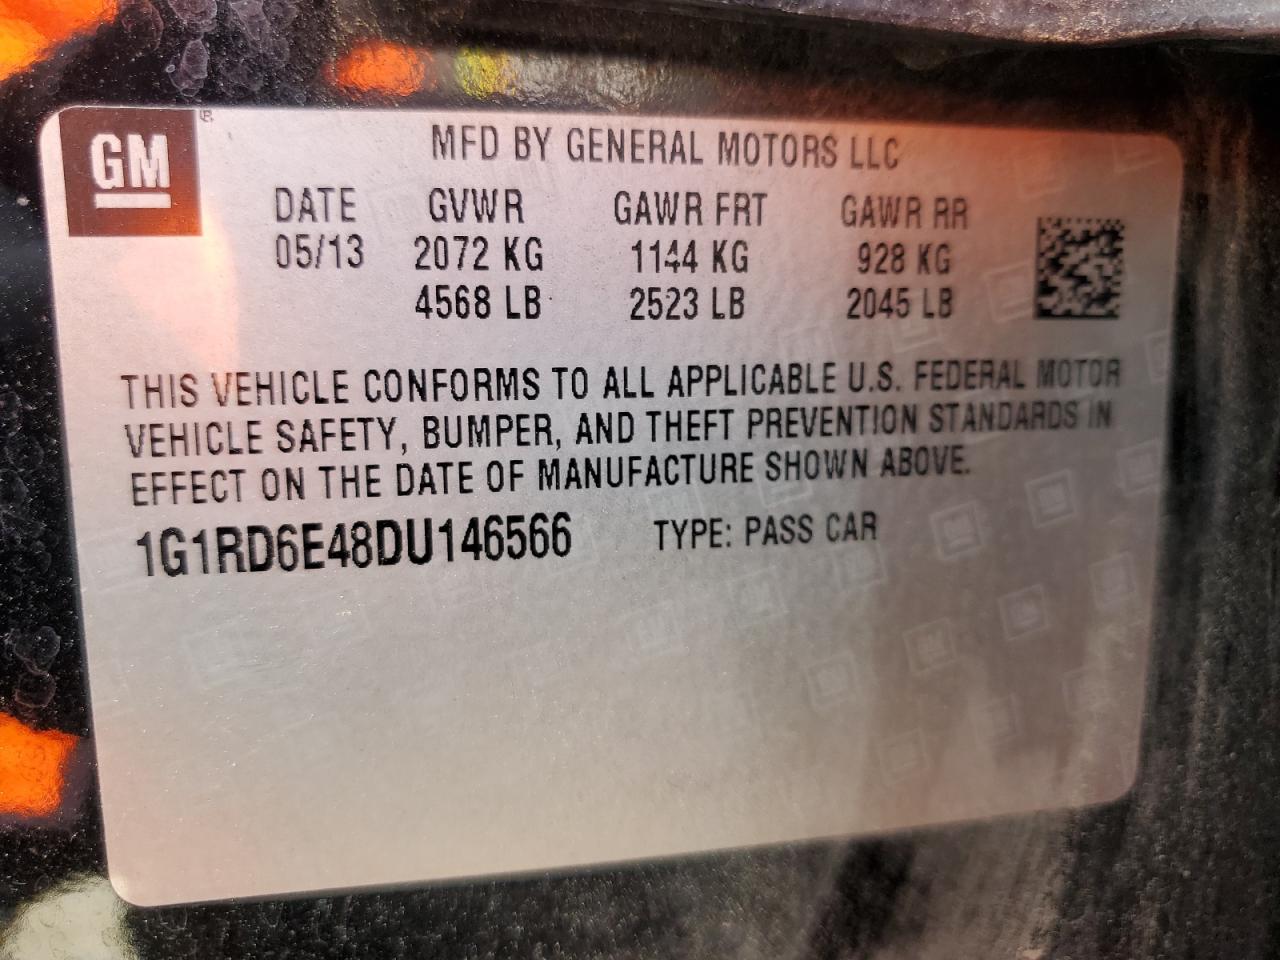 GM
MFD BY GENERAL MOTORS LLC
DATE GVWR GAWR FRT GAWR RR
05/13 2072 KG 1144 KG 928 KG
4568 LB 2523 LB 2045 LB
THIS VEHICLE CONFORMS TO ALL APPLICABLE U.S. FEDERAL MOTOR
VEHICLE SAFETY, BUMPER, AND THEFT PREVENTION STANDARDS IN
EFFECT ON THE DATE OF MANUFACTURE SHOWN ABOVE.
1G1RD6E48DU146566 TYPE: PASS CAR